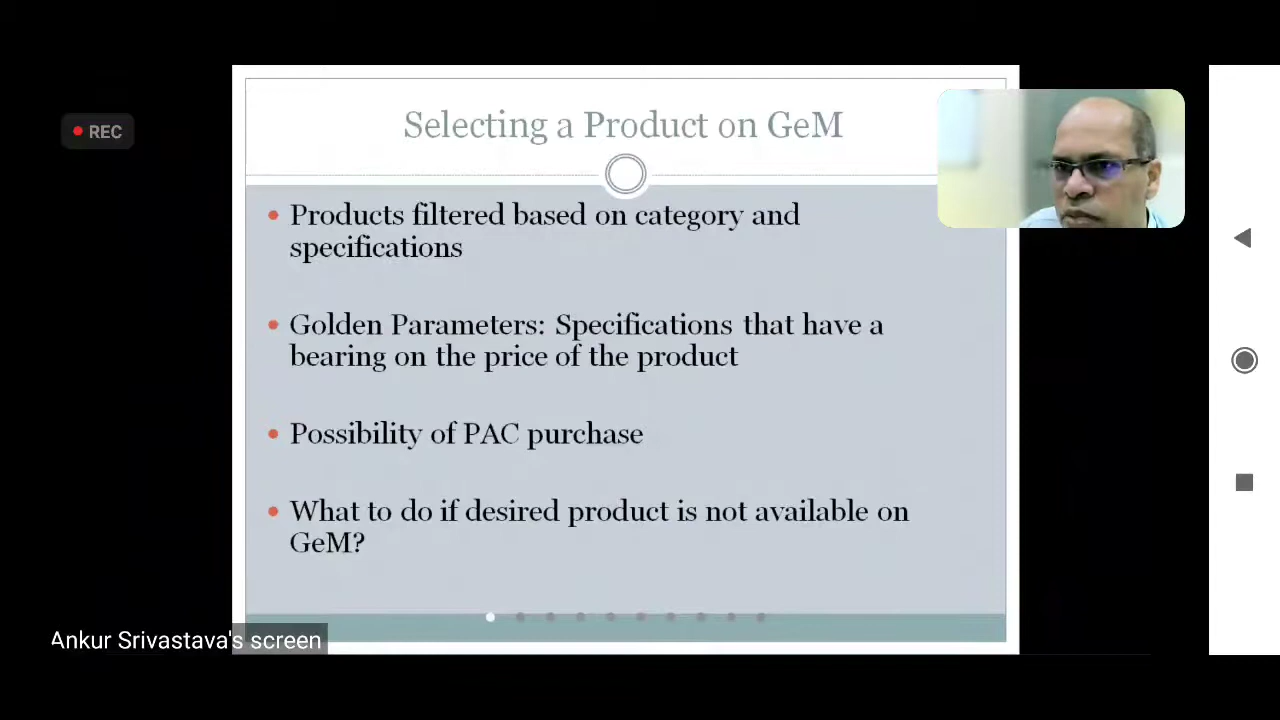 REC
Selecting a Product on GeM
• Products filtered based on category and
specifications
• Golden Parameters: Specifications that have a
bearing on the price of the product
• Possibility of PAC purchase
• What to do if desired product is not available on
GeM?
Ankur Srivastava's screen